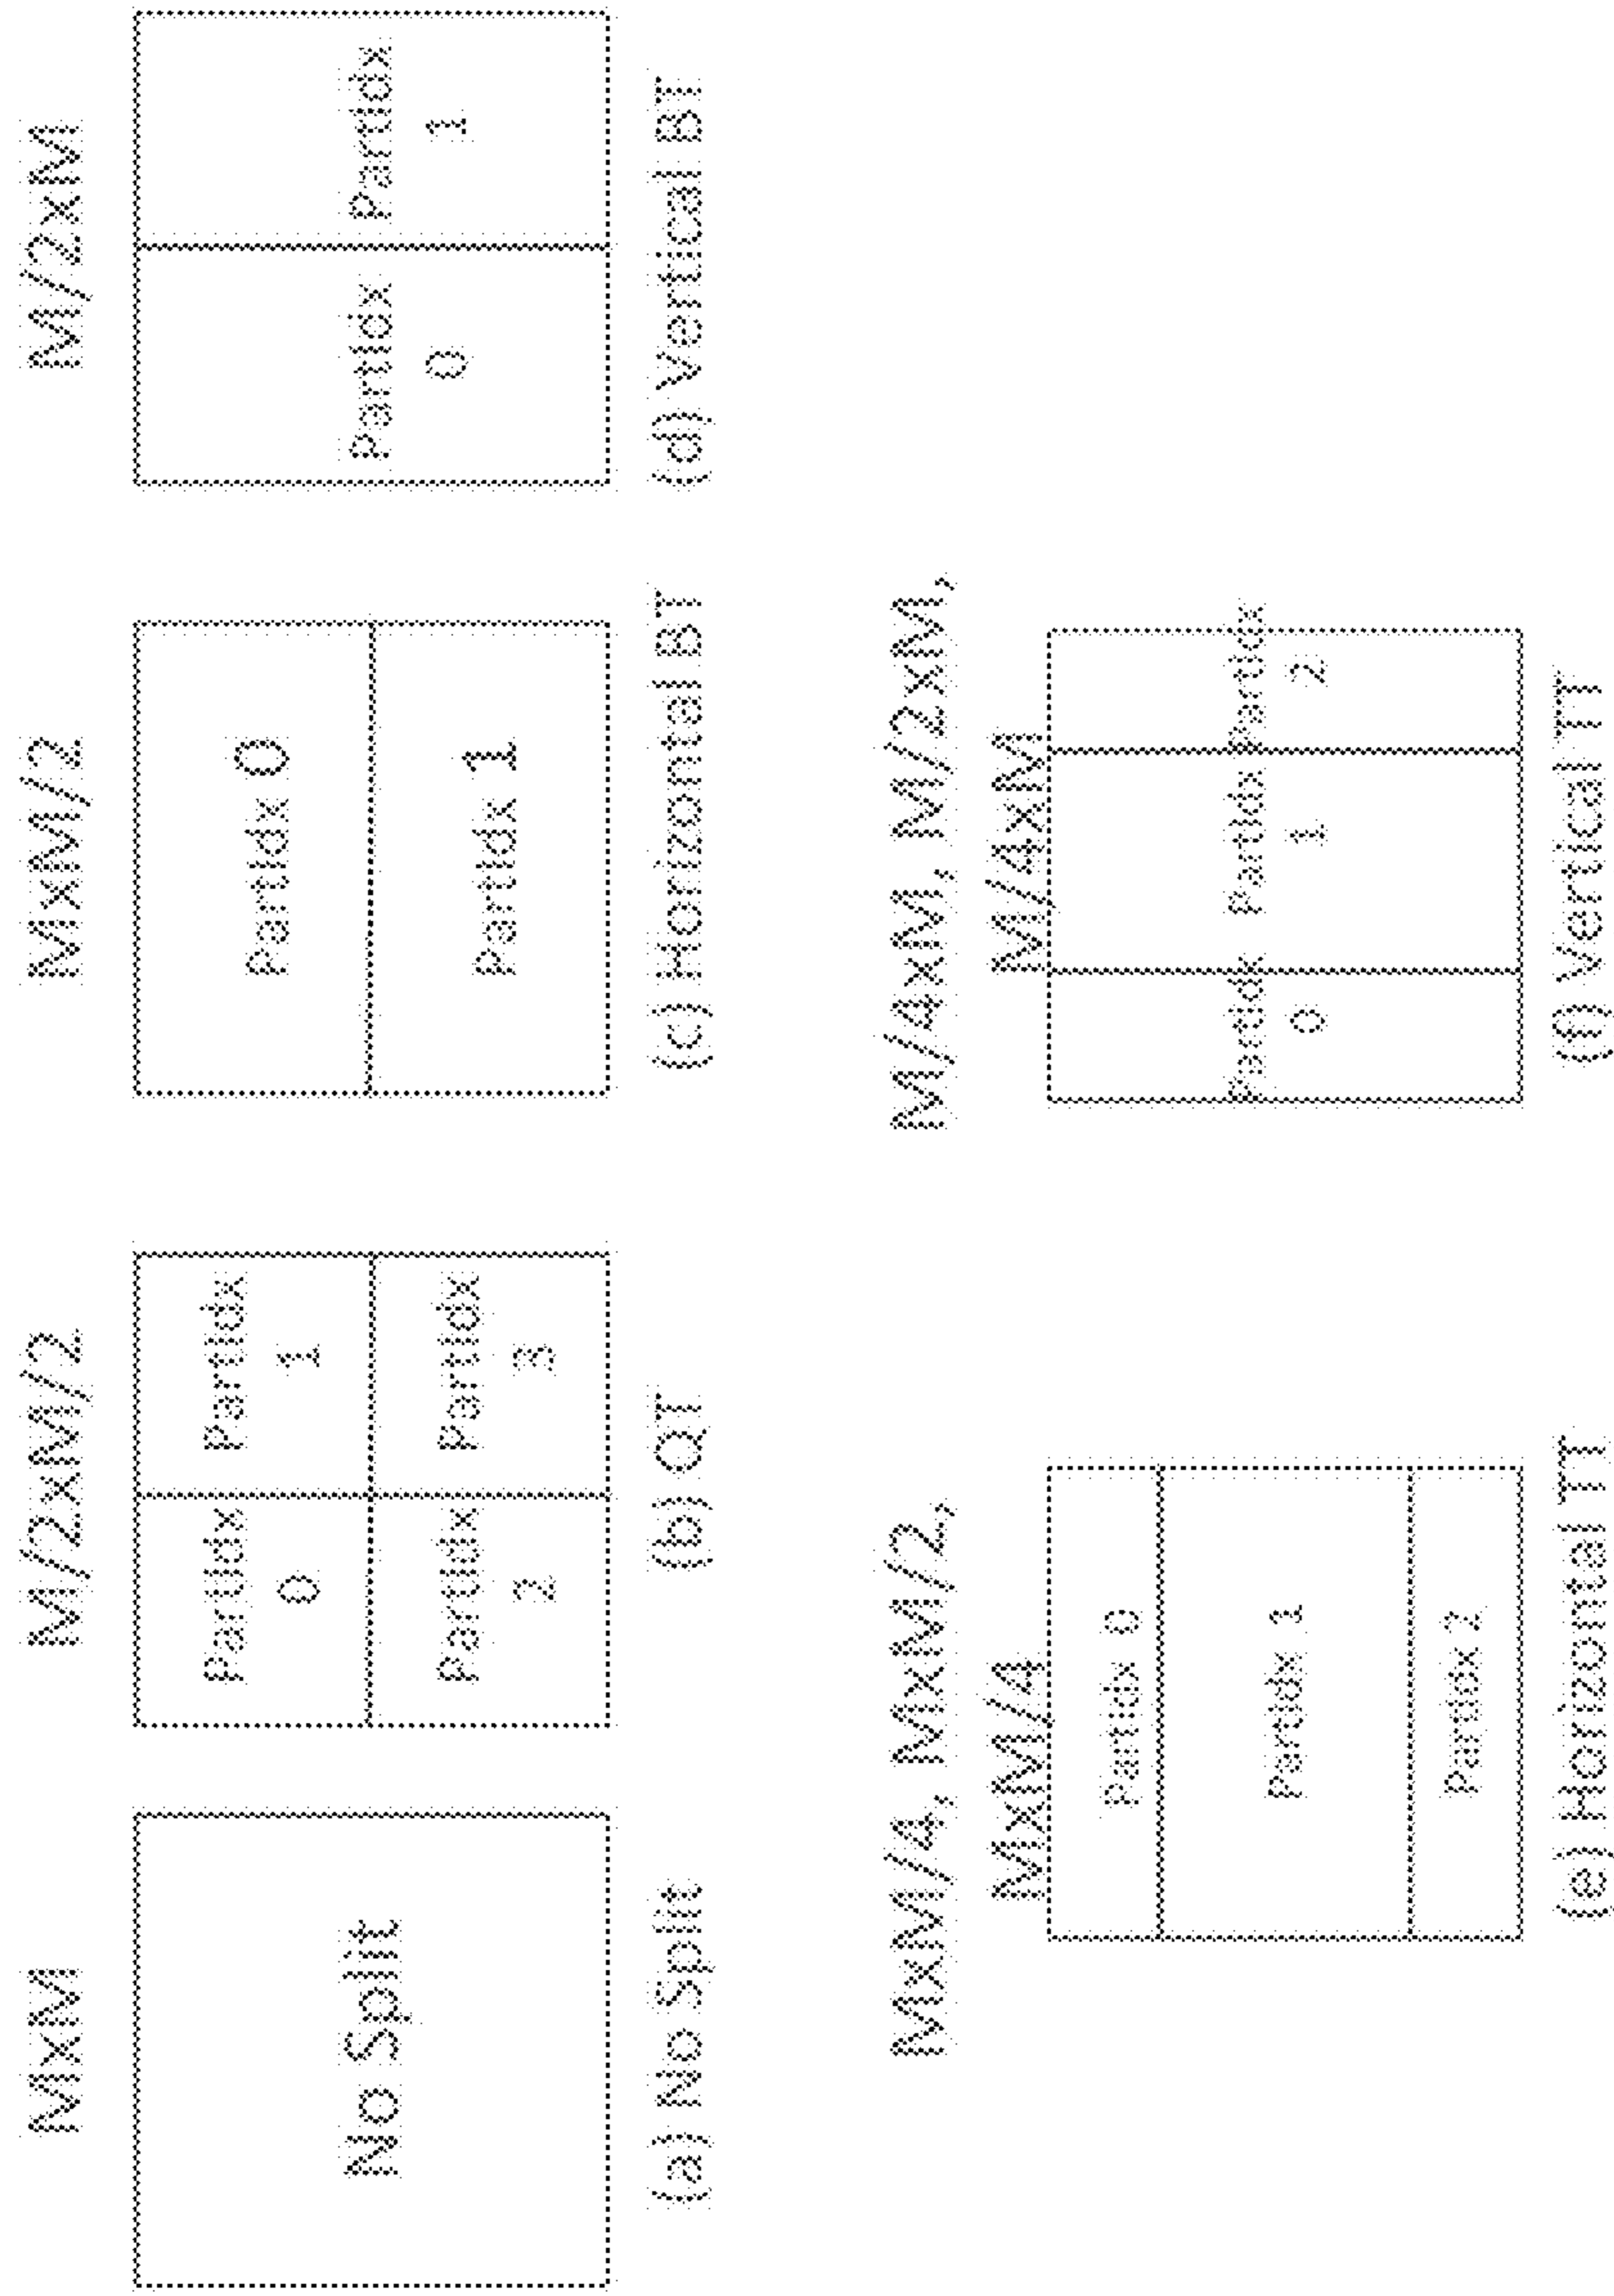 MxM
No Split
(a) No Split
M/2xM/2
PartIdx
0
PartIdx
1
PartIdx
2
PartIdx
3
(b) QT
MxM/2
PartIdx 0
PartIdx 1
(c) Horizontal BT
M/2xM
PartIdx
0
PartIdx
1
(d) Vertical BT
MxM/4, MxM/2,
MxM/4
PartIdx 0
PartIdx 1
PartIdx 2
(e) Horizontal TT
M/4xM, M/2xM,
M/4xM
PartIdx
0
PartIdx
1
PartIdx
2
(f) Vertical TT